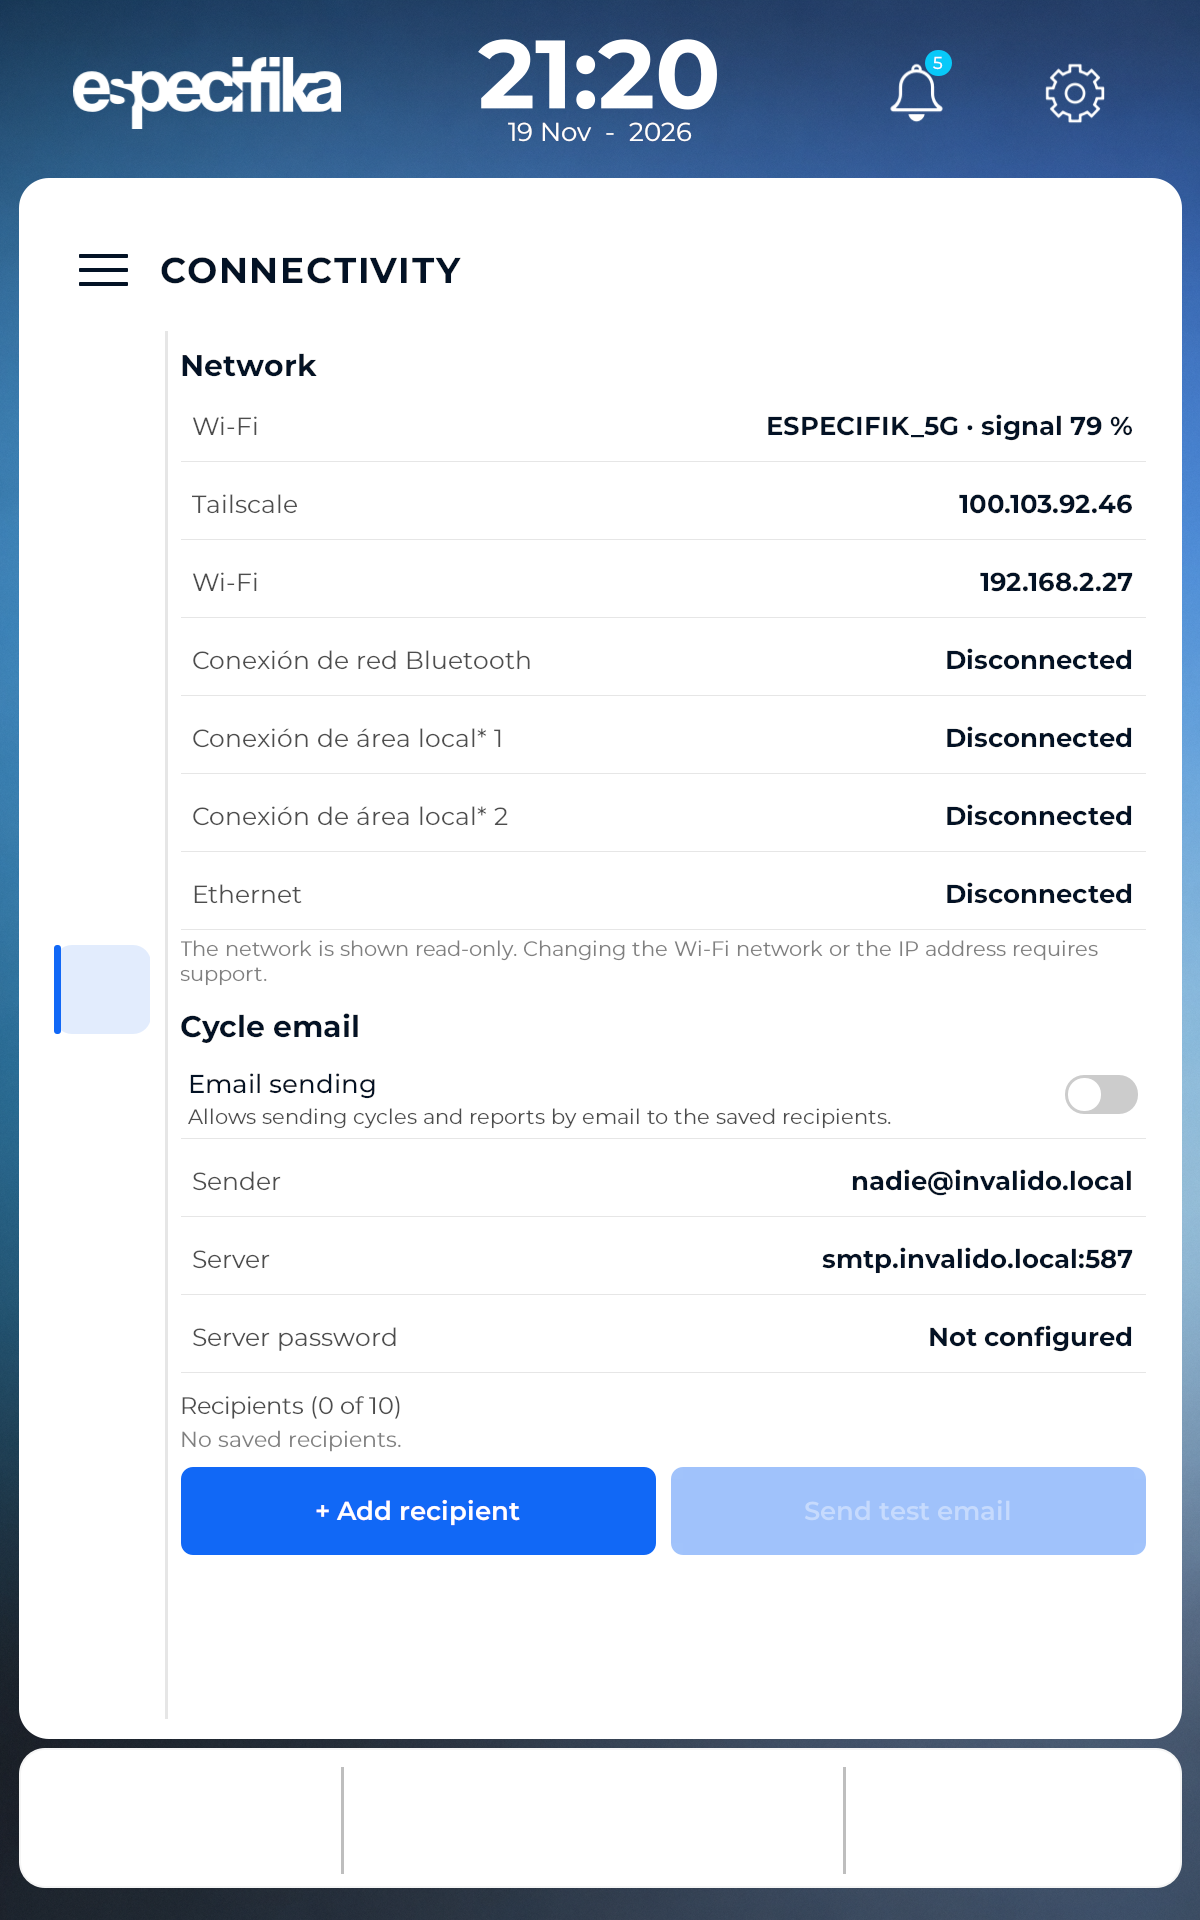 especifika
21:20
19 Nov - 2026
5
CONNECTIVITY
Network
Wi-Fi
ESPECIFIK_5G · signal 79 %
Tailscale
100.103.92.46
Wi-Fi
192.168.2.27
Conexión de red Bluetooth
Disconnected
Conexión de área local* 1
Disconnected
Conexión de área local* 2
Disconnected
Ethernet
Disconnected
The network is shown read-only. Changing the Wi-Fi network or the IP address requires
support.
Cycle email
Email sending
Allows sending cycles and reports by email to the saved recipients.
Sender
nadie@invalido.local
Server
smtp.invalido.local:587
Server password
Not configured
Recipients (0 of 10)
No saved recipients.
+ Add recipient
Send test email